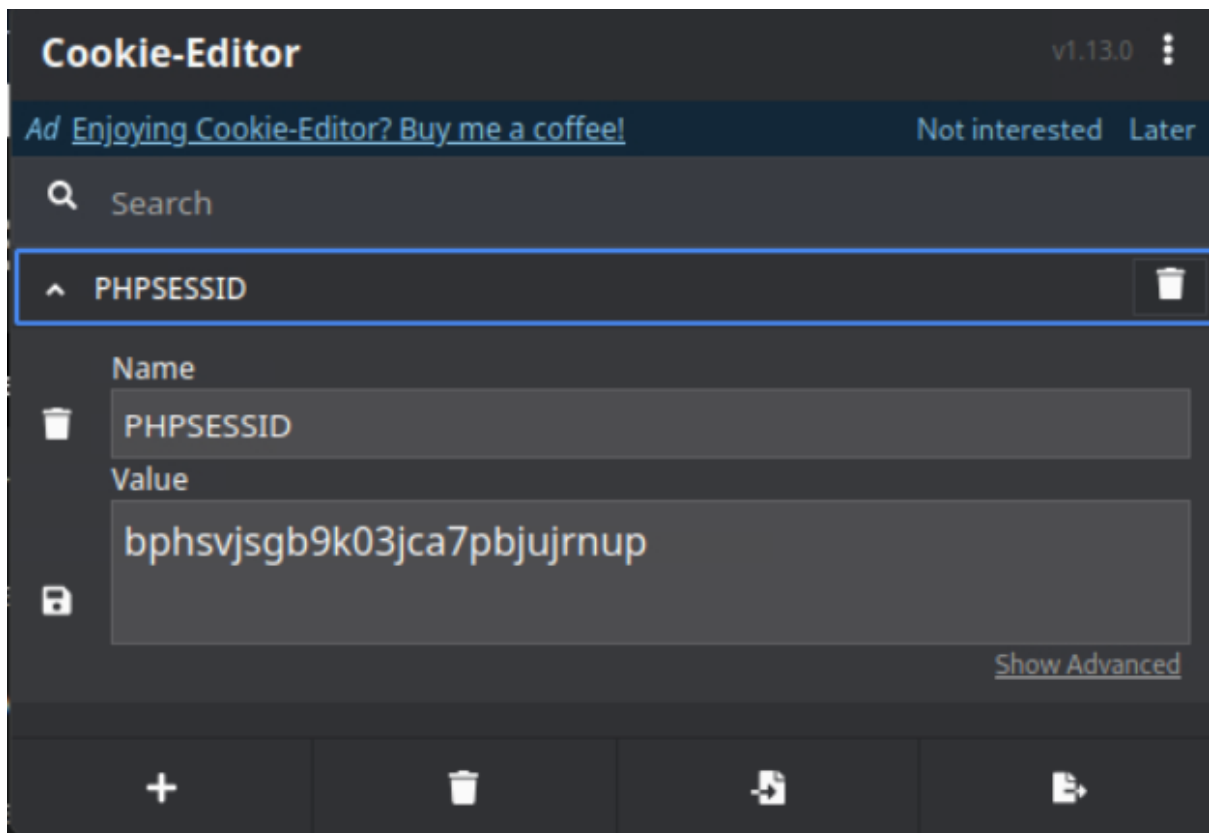 Cookie-Editor v1.13.0
Ad Enjoying Cookie-Editor? Buy me a coffee! Not interested Later
Search
PHPSESSID
Name
PHPSESSID
Value
bphsvjsgb9k03jca7pbjujrnup
Show Advanced